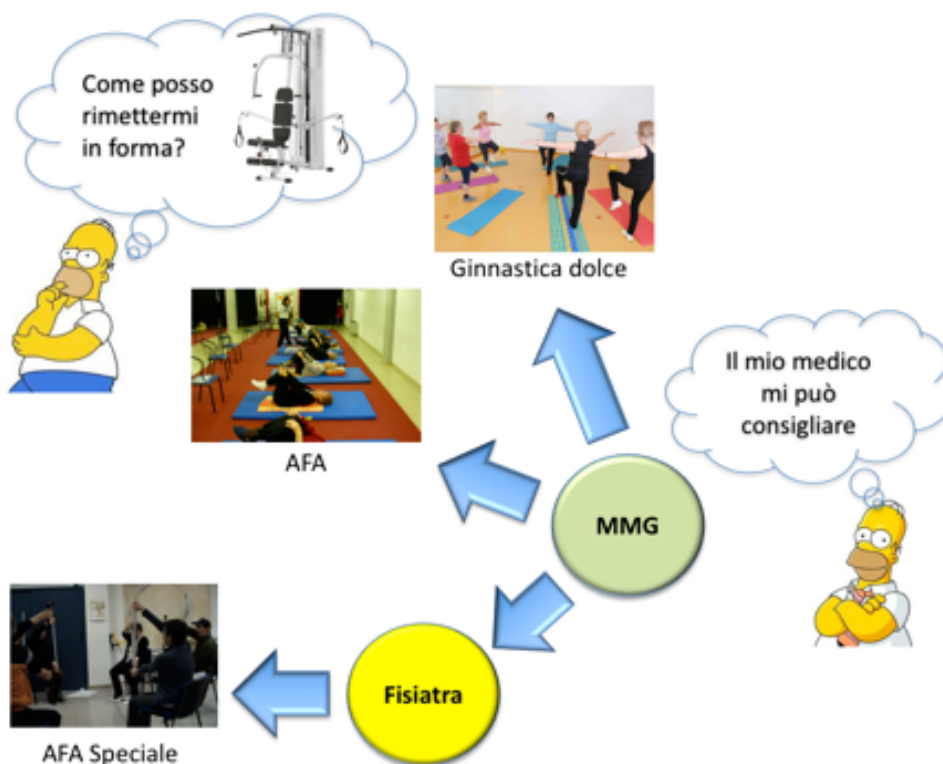 Come posso
rimettermi
in forma?
Ginnastica dolce
Il mio medico
mi può
consigliare
AFA
MMG
Fisiatra
AFA Speciale